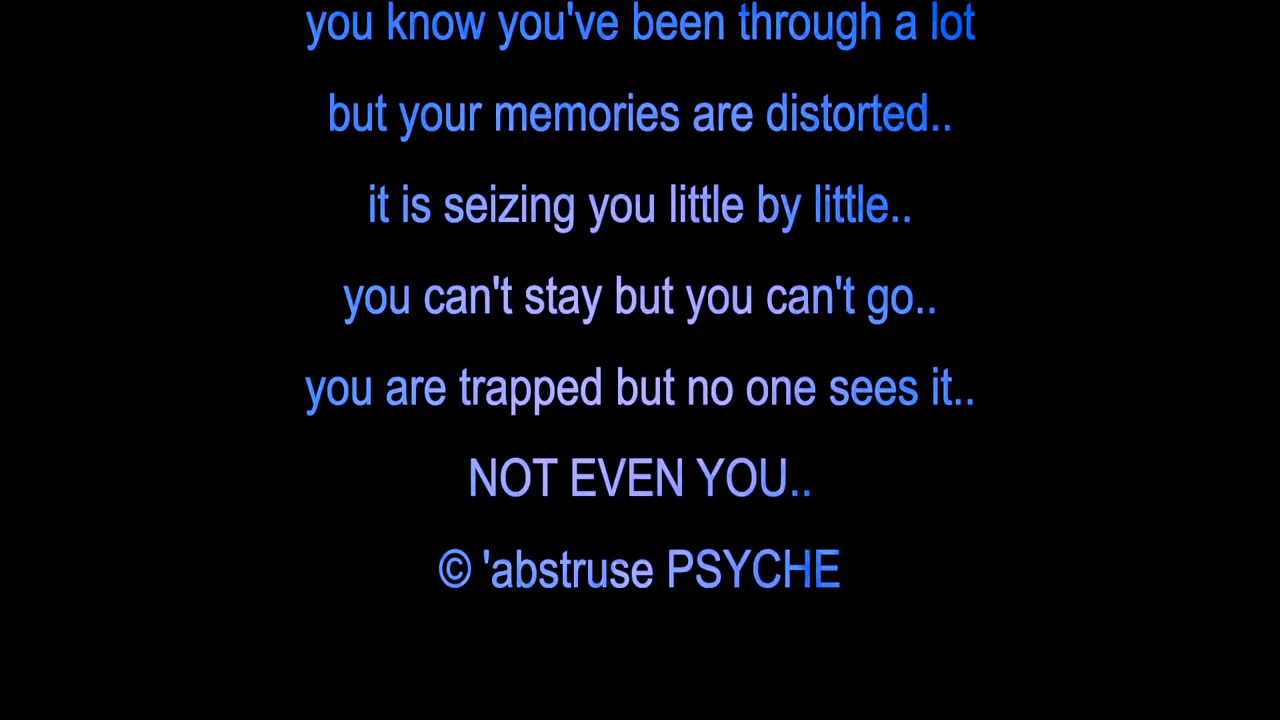 you know you've been through a lot
but your memories are distorted..
it is seizing you little by little..
you can't stay but you can't go..
you are trapped but no one sees it..
NOT EVEN YOU..
© 'abstruse PSYCHE